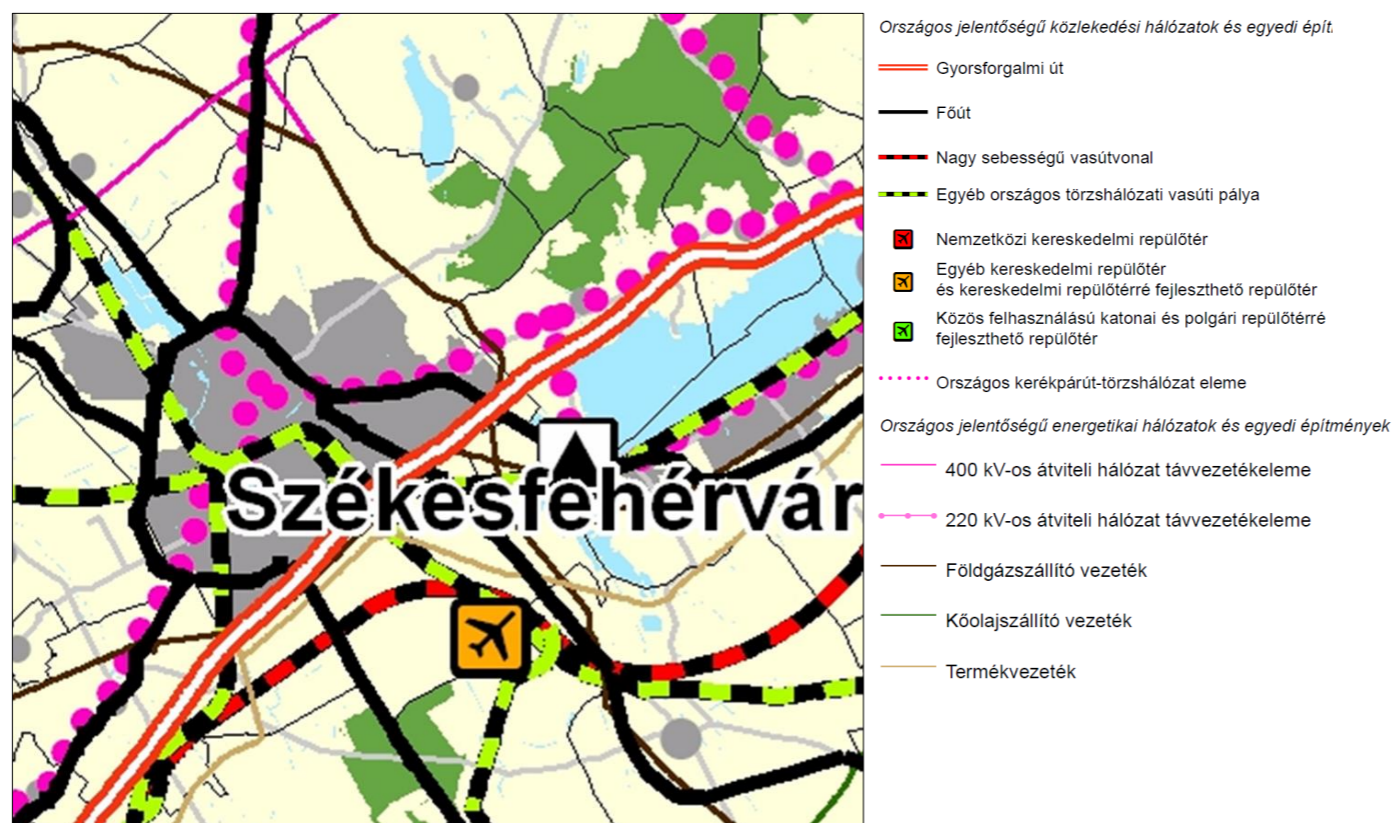 Országos jelentőségű közlekedési hálózatok és egyedi épít
Gyorsforgalmi út
Főút
Nagy sebességű vasútvonal
Egyéb országos törzshálózati vasúti pálya
Nemzetközi kereskedelmi repülőtér
Egyéb kereskedelmi repülőtér
és kereskedelmi repülőtérré fejleszthető repülőtér
Közös felhasználású katonai és polgári repülőtérré
fejleszthető repülőtér
Országos kerékpárút-törzshálózat eleme
Országos jelentőségű energetikai hálózatok és egyedi építmények
400 kV-os átviteli hálózat távvezetékeleme
220 kV-os átviteli hálózat távvezetékeleme
Földgázszállító vezeték
Kőolajszállító vezeték
Termékvezeték
Székesfehérvár